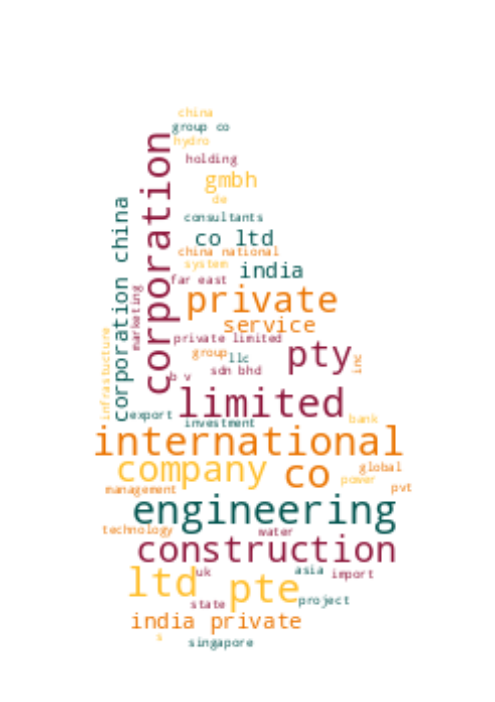 china
group co
hydro
corporation
holding
gmbh
de
corporation china
consultants
co ltd
china national
system
india
far east
marketing
private
service
infrastucture
private limited
group
llc
pty
inc
sdn bhd
b v
limited
export
investment
bank
international
company
co
global
power
management
pvt
engineering
technology
water
construction
ltd
uk
pte
asia
import
state
project
india private
s
singapore